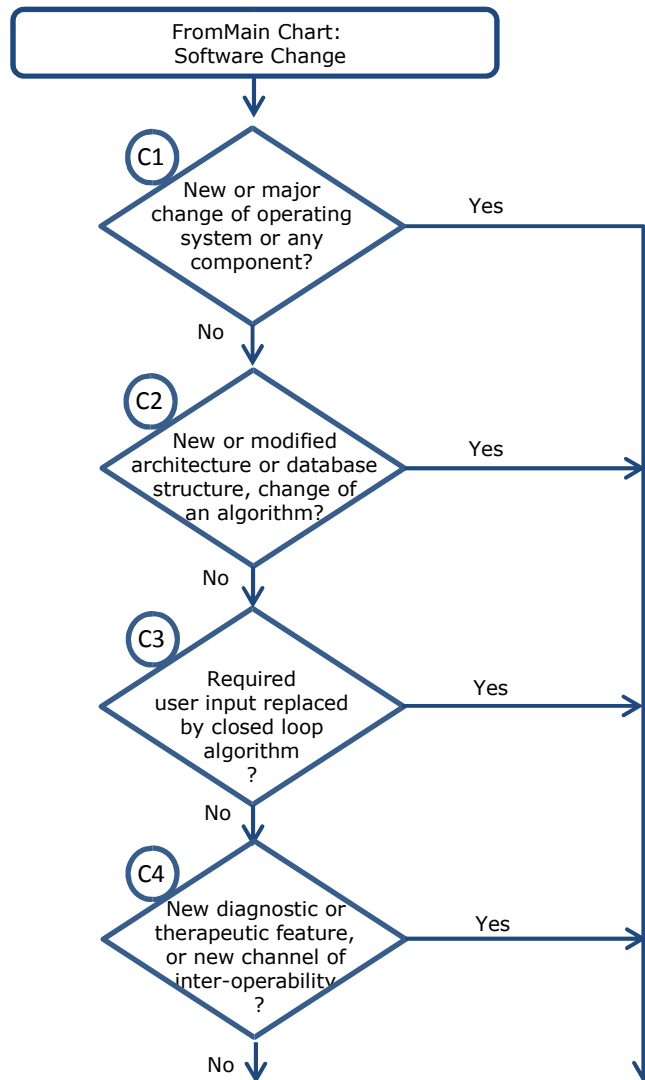 FromMain Chart:
Software Change
C1
New or major
change of operating
system or any
component?
Yes
No
C2
New or modified
architecture or database
structure, change of
an algorithm?
Yes
No
C3
Required
user input replaced
by closed loop
algorithm
?
Yes
No
C4
New diagnostic or
therapeutic feature,
or new channel of
inter-operability
?
Yes
No